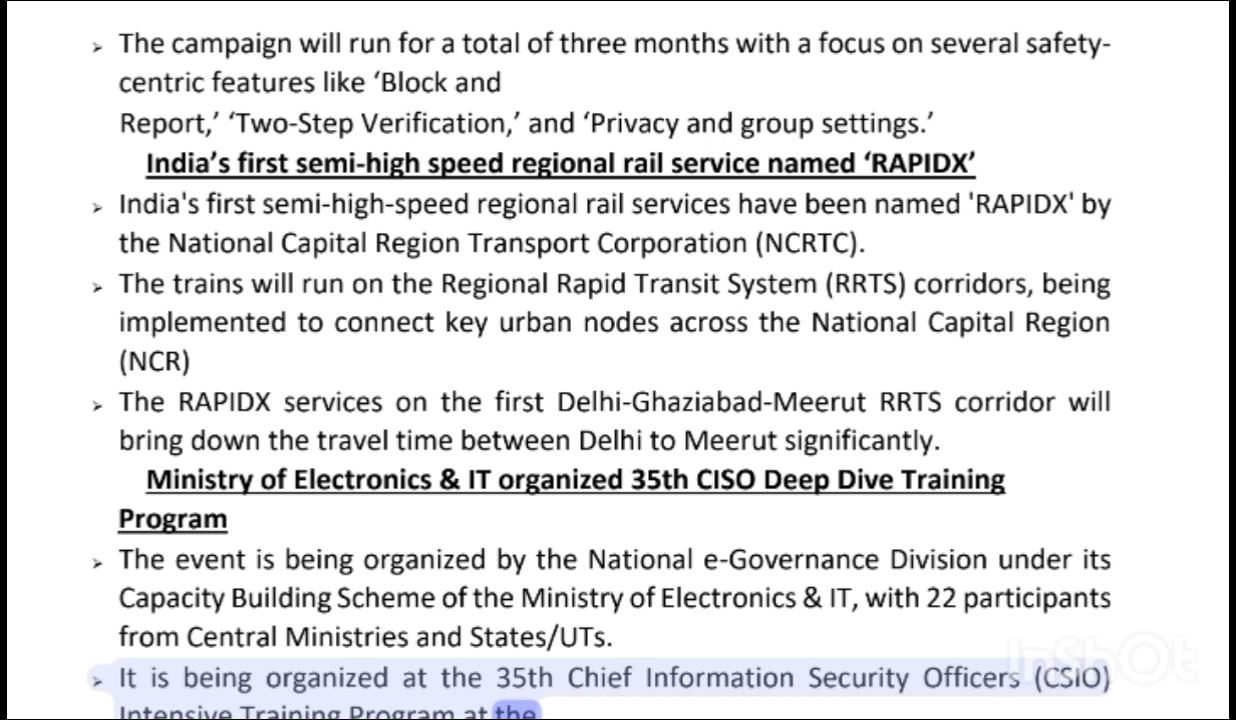 ➢ The campaign will run for a total of three months with a focus on several safety-
centric features like ‘Block and
Report,’ ‘Two-Step Verification,’ and ‘Privacy and group settings.’
India’s first semi-high speed regional rail service named ‘RAPIDX’
➢ India's first semi-high-speed regional rail services have been named 'RAPIDX' by
the National Capital Region Transport Corporation (NCRTC).
➢ The trains will run on the Regional Rapid Transit System (RRTS) corridors, being
implemented to connect key urban nodes across the National Capital Region
(NCR)
➢ The RAPIDX services on the first Delhi-Ghaziabad-Meerut RRTS corridor will
bring down the travel time between Delhi to Meerut significantly.
Ministry of Electronics & IT organized 35th CISO Deep Dive Training
Program
➢ The event is being organized by the National e-Governance Division under its
Capacity Building Scheme of the Ministry of Electronics & IT, with 22 participants
from Central Ministries and States/UTs.
➢ It is being organized at the 35th Chief Information Security Officers (CSIO)
Intensive Training Program at the
InShOt